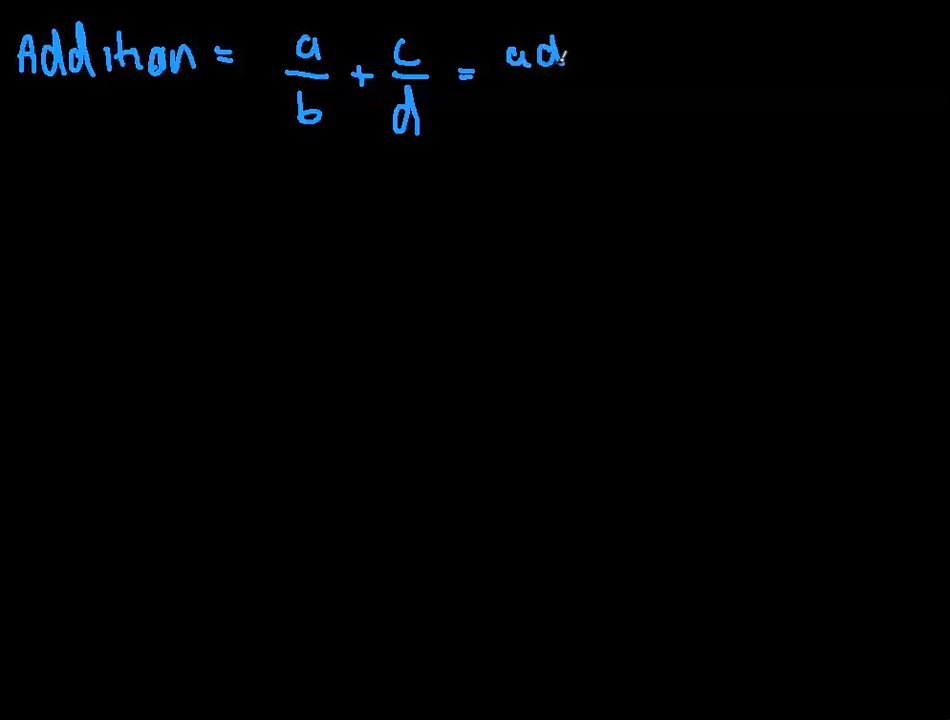 Addition = a/b + c/d = ad